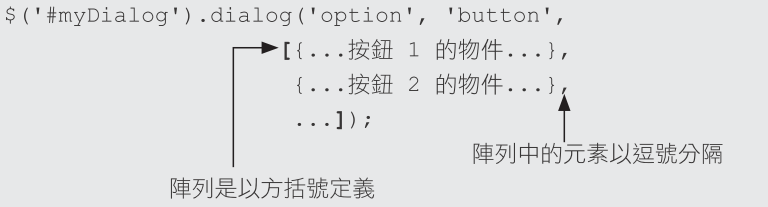 $('#myDialog').dialog('option', 'button',
[{...按鈕 1 的物件...},
{...按鈕 2 的物件...},
...]);
陣列中的元素以逗號分隔
陣列是以方括號定義